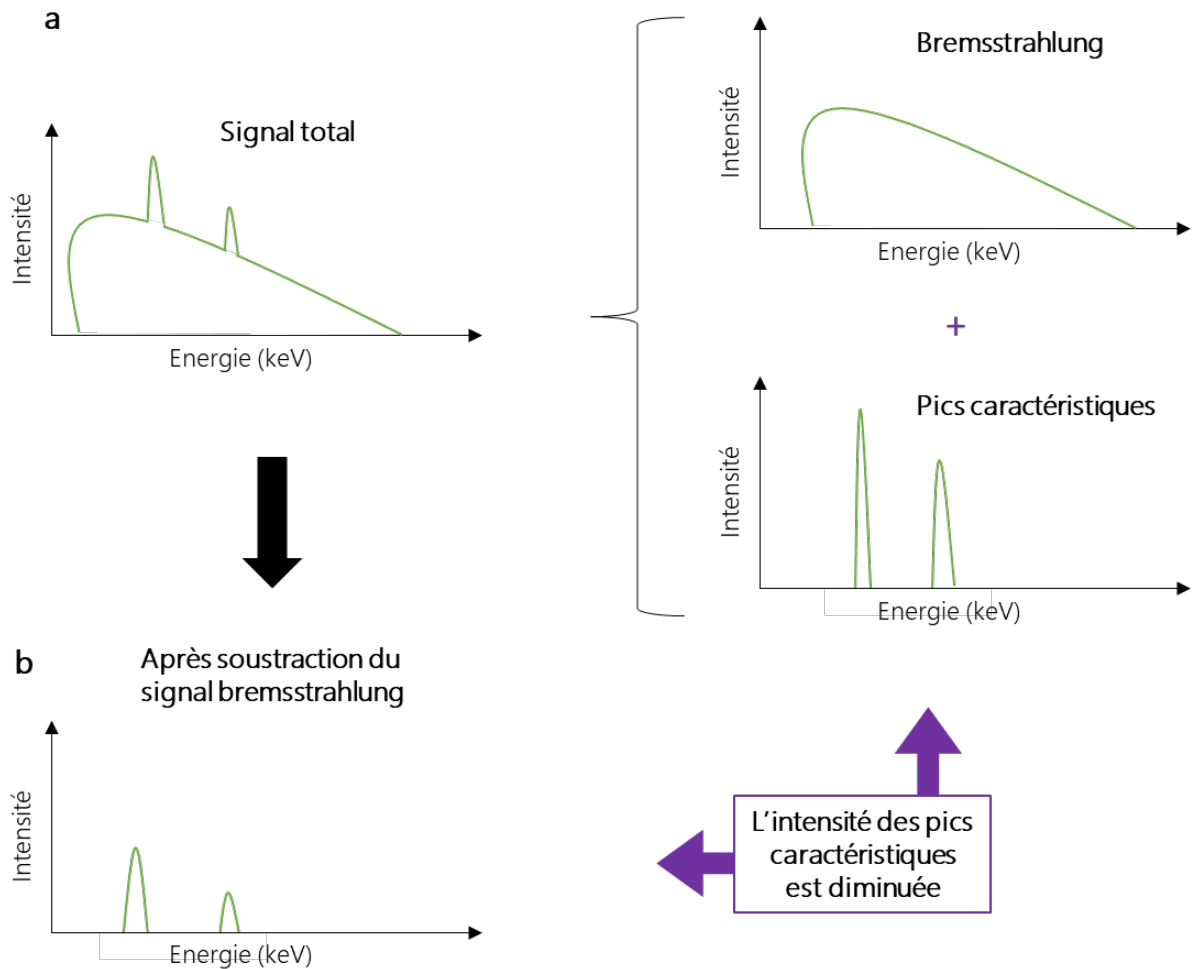 a
Signal total
Intensité
Energie (keV)
Bremsstrahlung
Intensité
Energie (keV)
+
Pics caractéristiques
Intensité
Energie (keV)
b
Après soustraction du
signal bremsstrahlung
Intensité
Energie (keV)
L'intensité des pics
caractéristiques
est diminuée